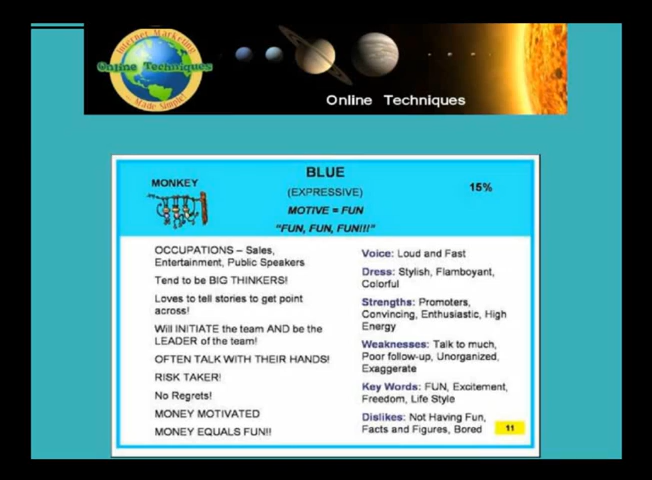 Internet Marketing
Online Techniques
Made Simple
Online Techniques
MONKEY
BLUE
(EXPRESSIVE)
MOTIVE = FUN
"FUN, FUN, FUN!!!"
15%
OCCUPATIONS – Sales,
Entertainment, Public Speakers
Tend to be BIG THINKERS!
Loves to tell stories to get point
across!
Will INITIATE the team AND be the
LEADER of the team!
OFTEN TALK WITH THEIR HANDS!
RISK TAKER!
No Regrets!
MONEY MOTIVATED
MONEY EQUALS FUN!!
Voice: Loud and Fast
Dress: Stylish, Flamboyant,
Colorful
Strengths: Promoters,
Convincing, Enthusiastic, High
Energy
Weaknesses: Talk to much,
Poor follow-up, Unorganized,
Exaggerate
Key Words: FUN, Excitement,
Freedom, Life Style
Dislikes: Not Having Fun,
Facts and Figures, Bored
11